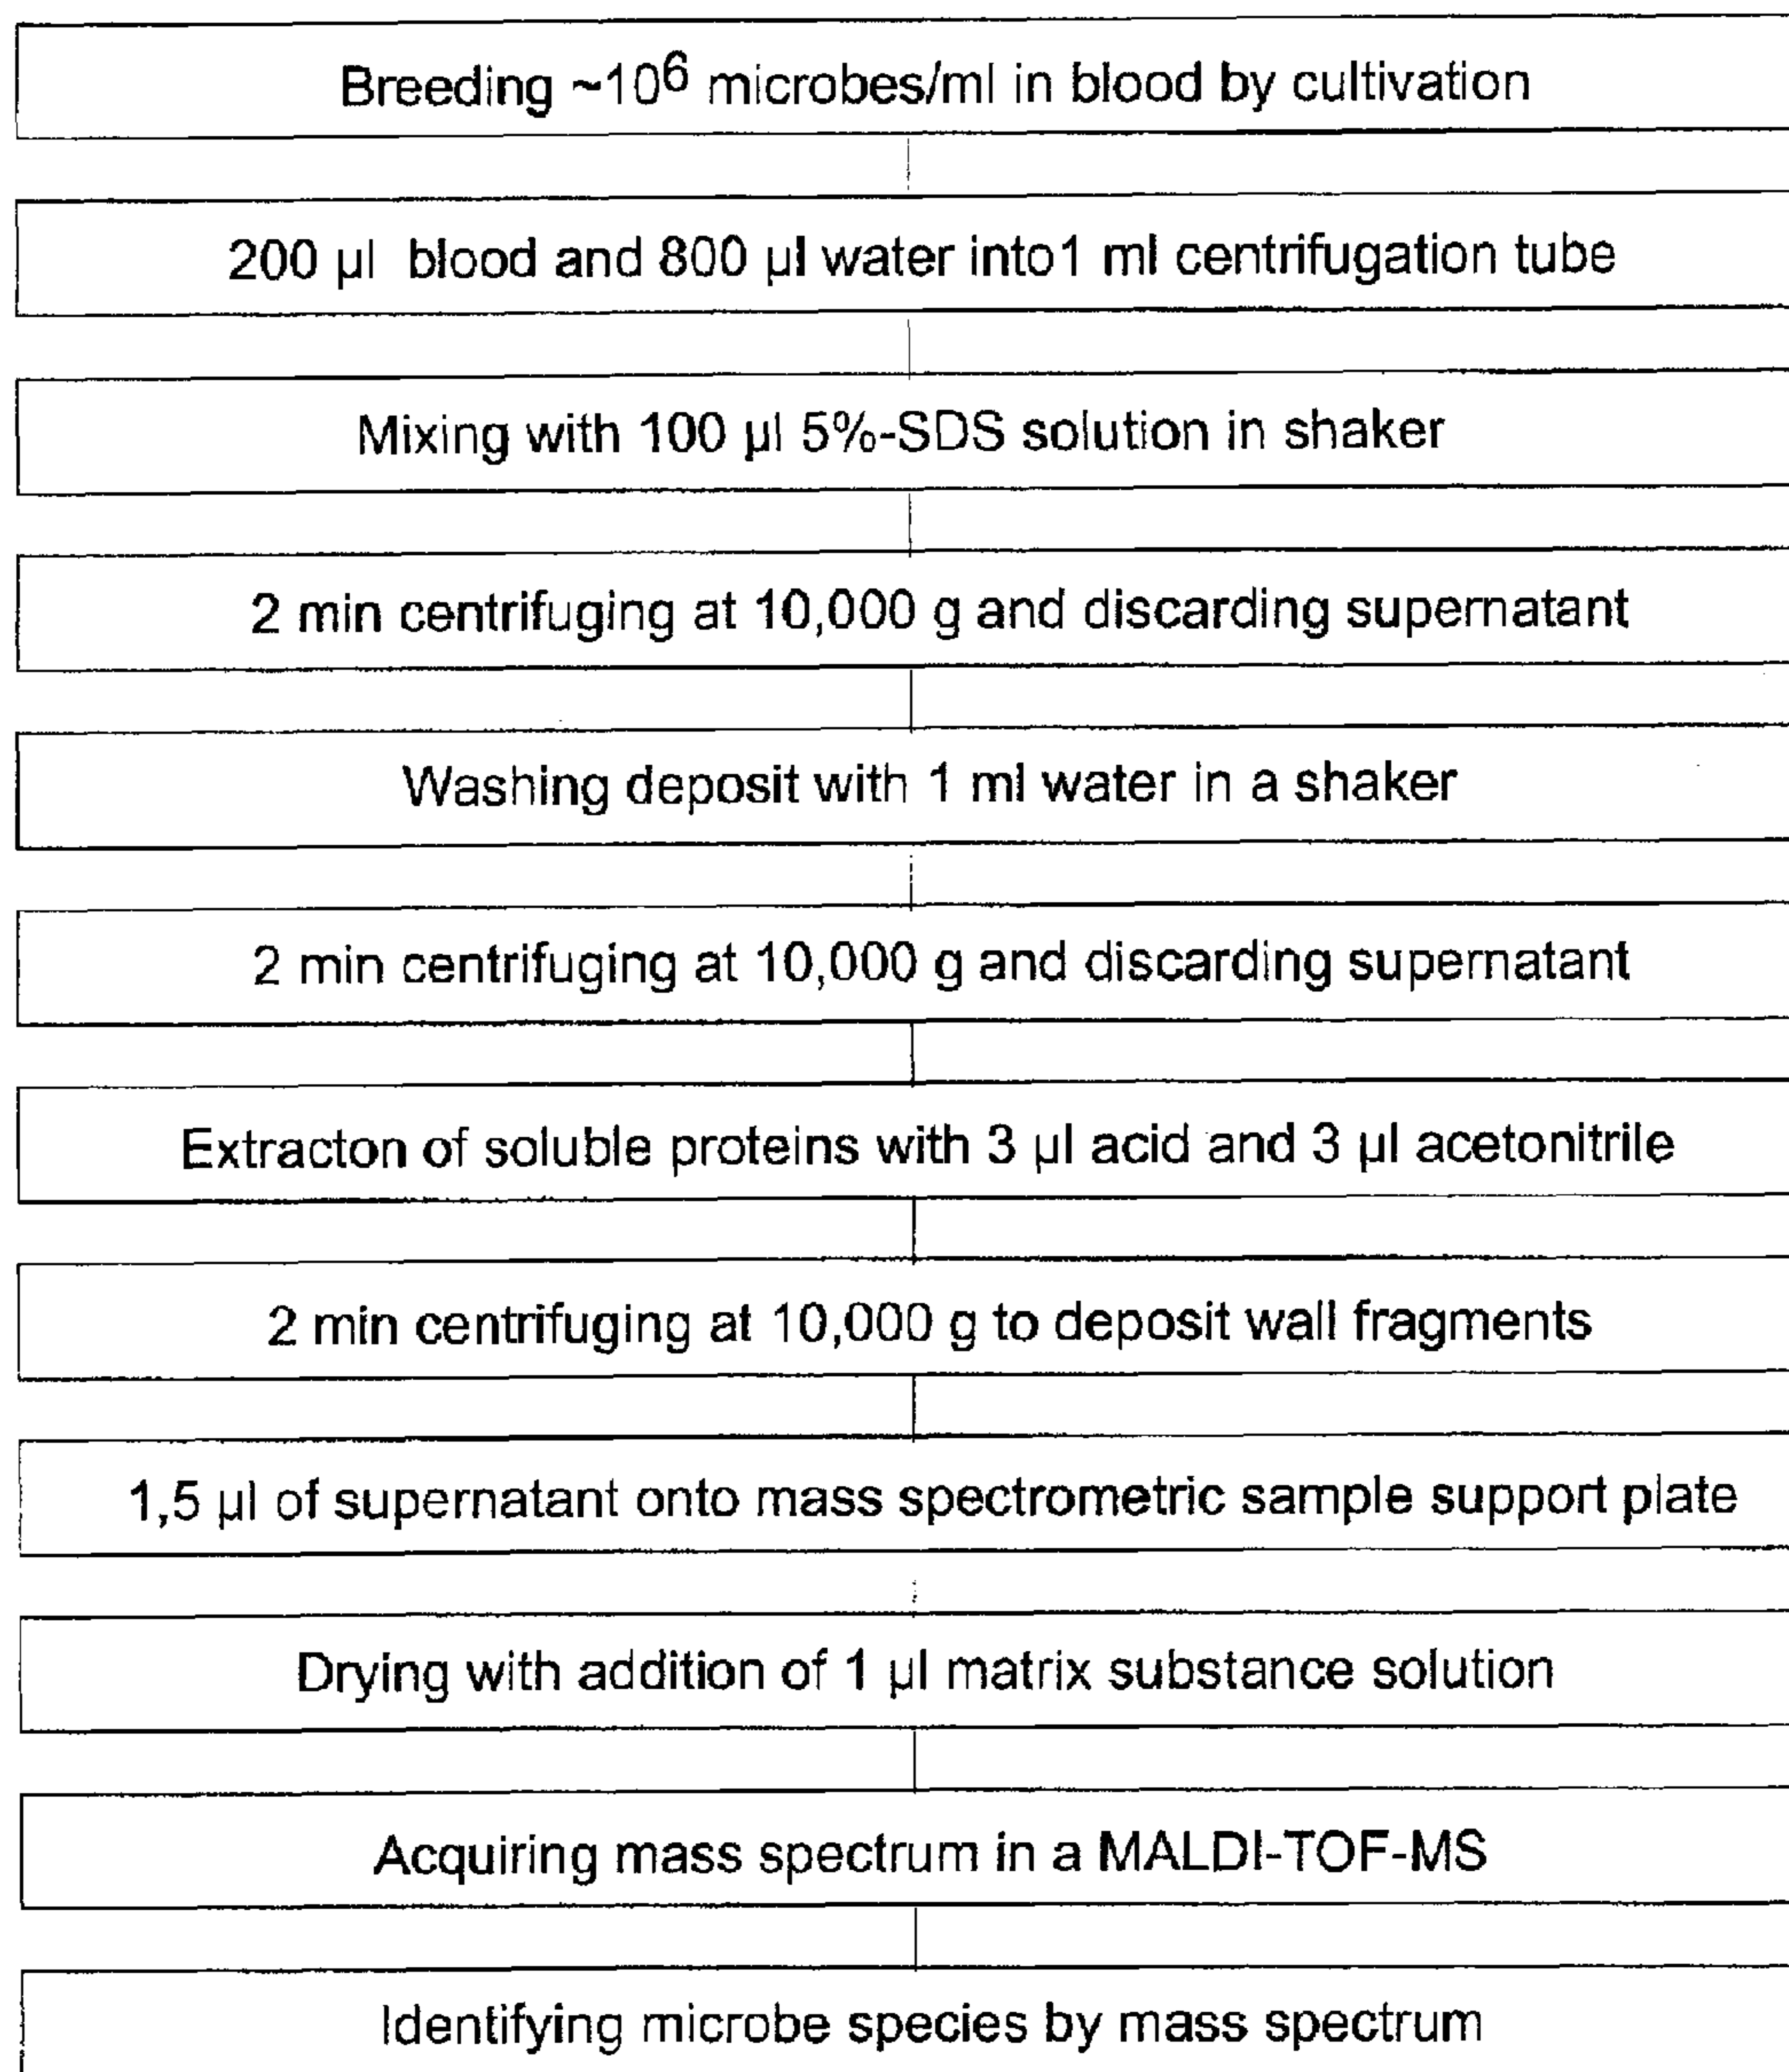 Breeding ~10⁶ microbes/ml in blood by cultivation
200 µl blood and 800 µl water into1 ml centrifugation tube
Mixing with 100 µl 5%-SDS solution in shaker
2 min centrifuging at 10,000 g and discarding supernatant
Washing deposit with 1 ml water in a shaker
2 min centrifuging at 10,000 g and discarding supernatant
Extracton of soluble proteins with 3 µl acid and 3 µl acetonitrile
2 min centrifuging at 10,000 g to deposit wall fragments
1,5 µl of supernatant onto mass spectrometric sample support plate
Drying with addition of 1 µl matrix substance solution
Acquiring mass spectrum in a MALDI-TOF-MS
Identifying microbe species by mass spectrum